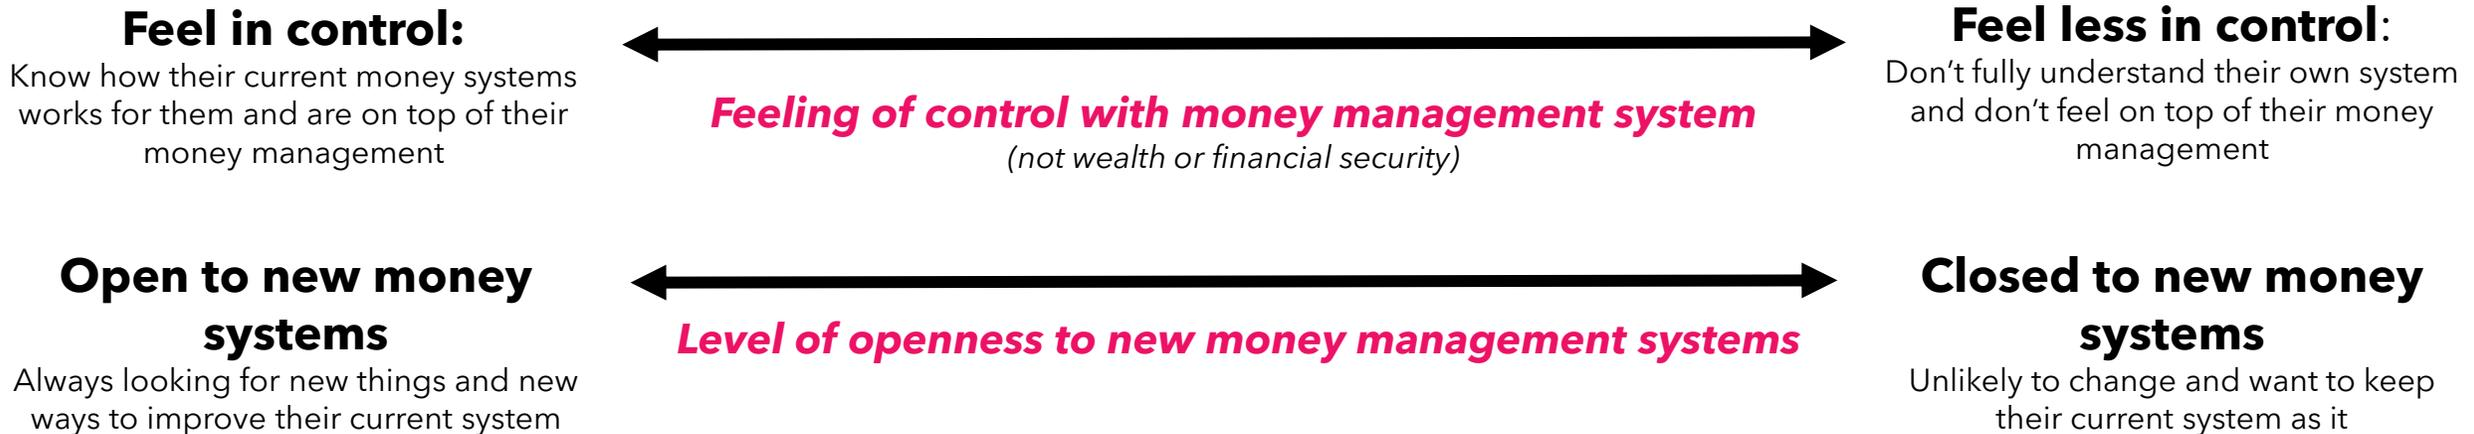 Feel in control:
Know how their current money systems
works for them and are on top of their
money management
Feeling of control with money management system
(not wealth or financial security)
Feel less in control:
Don’t fully understand their own system
and don’t feel on top of their money
management
Open to new money
systems
Always looking for new things and new
ways to improve their current system
Level of openness to new money management systems
Closed to new money
systems
Unlikely to change and want to keep
their current system as it